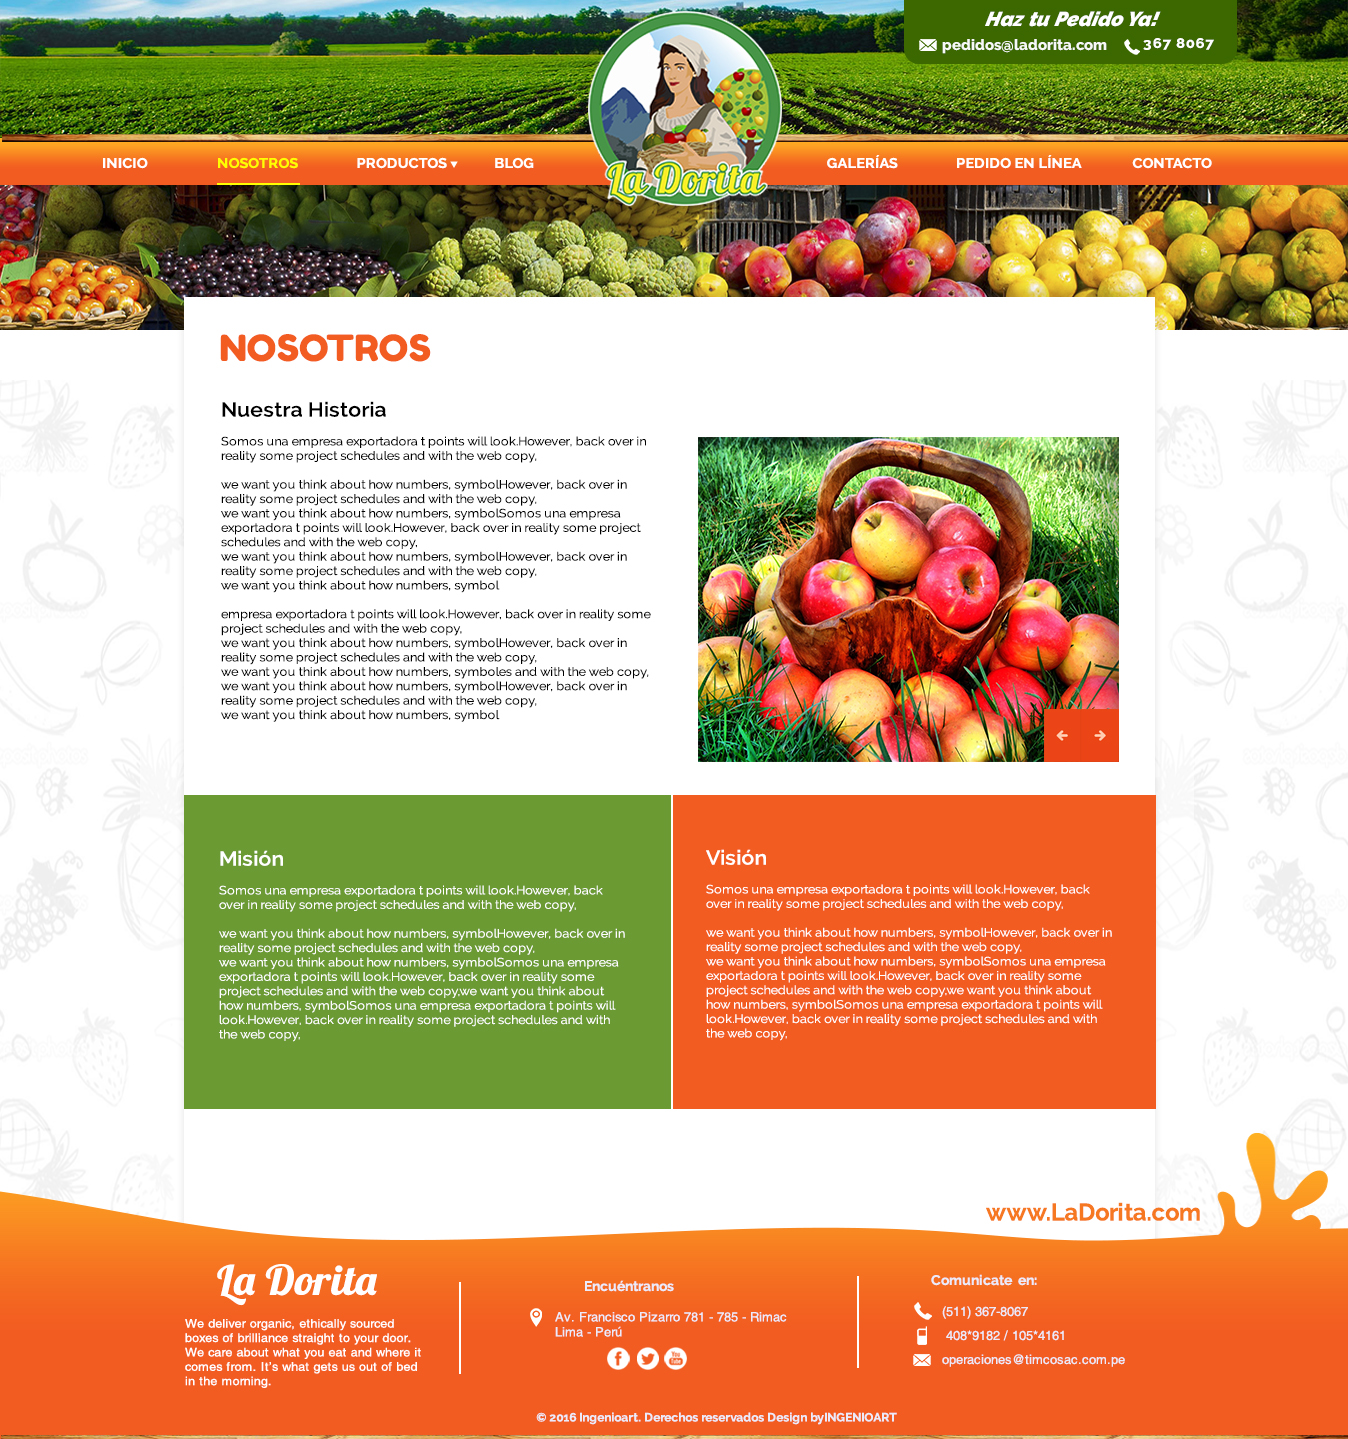 Haz tu Pedido Ya!
pedidos@ladorita.com 367 8067
INICIO NOSOTROS PRODUCTOS BLOG GALERÍAS PEDIDO EN LÍNEA CONTACTO
La Dorita
NOSOTROS
Nuestra Historia
Somos una empresa exportadora t points will look.However, back over in
reality some project schedules and with the web copy,
we want you think about how numbers, symbolHowever, back over in
reality some project schedules and with the web copy,
we want you think about how numbers, symbolSomos una empresa
exportadora t points will look.However, back over in reality some project
schedules and with the web copy,
we want you think about how numbers, symbolHowever, back over in
reality some project schedules and with the web copy,
we want you think about how numbers, symbol
empresa exportadora t points will look.However, back over in reality some
project schedules and with the web copy,
we want you think about how numbers, symbolHowever, back over in
reality some project schedules and with the web copy,
we want you think about how numbers, symboles and with the web copy,
we want you think about how numbers, symbolHowever, back over in
reality some project schedules and with the web copy,
we want you think about how numbers, symbol
Misión
Somos una empresa exportadora t points will look.However, back
over in reality some project schedules and with the web copy,
we want you think about how numbers, symbolHowever, back over in
reality some project schedules and with the web copy,
we want you think about how numbers, symbolSomos una empresa
exportadora t points will look.However, back over in reality some
project schedules and with the web copy,we want you think about
how numbers, symbolSomos una empresa exportadora t points will
look.However, back over in reality some project schedules and with
the web copy,
Visión
Somos una empresa exportadora t points will look.However, back
over in reality some project schedules and with the web copy,
we want you think about how numbers, symbolHowever, back over in
reality some project schedules and with the web copy,
we want you think about how numbers, symbolSomos una empresa
exportadora t points will look.However, back over in reality some
project schedules and with the web copy,we want you think about
how numbers, symbolSomos una empresa exportadora t points will
look.However, back over in reality some project schedules and with
the web copy,
www.LaDorita.com
La Dorita
We deliver organic, ethically sourced
boxes of brilliance straight to your door.
We care about what you eat and where it
comes from. It's what gets us out of bed
in the morning.
Encuéntranos
Av. Francisco Pizarro 781 - 785 - Rimac
Lima - Perú
You Tube
Comunicate en:
(511) 367-8067
408*9182 / 105*4161
operaciones@timcosac.com.pe
© 2016 Ingenioart. Derechos reservados Design byINGENIOART